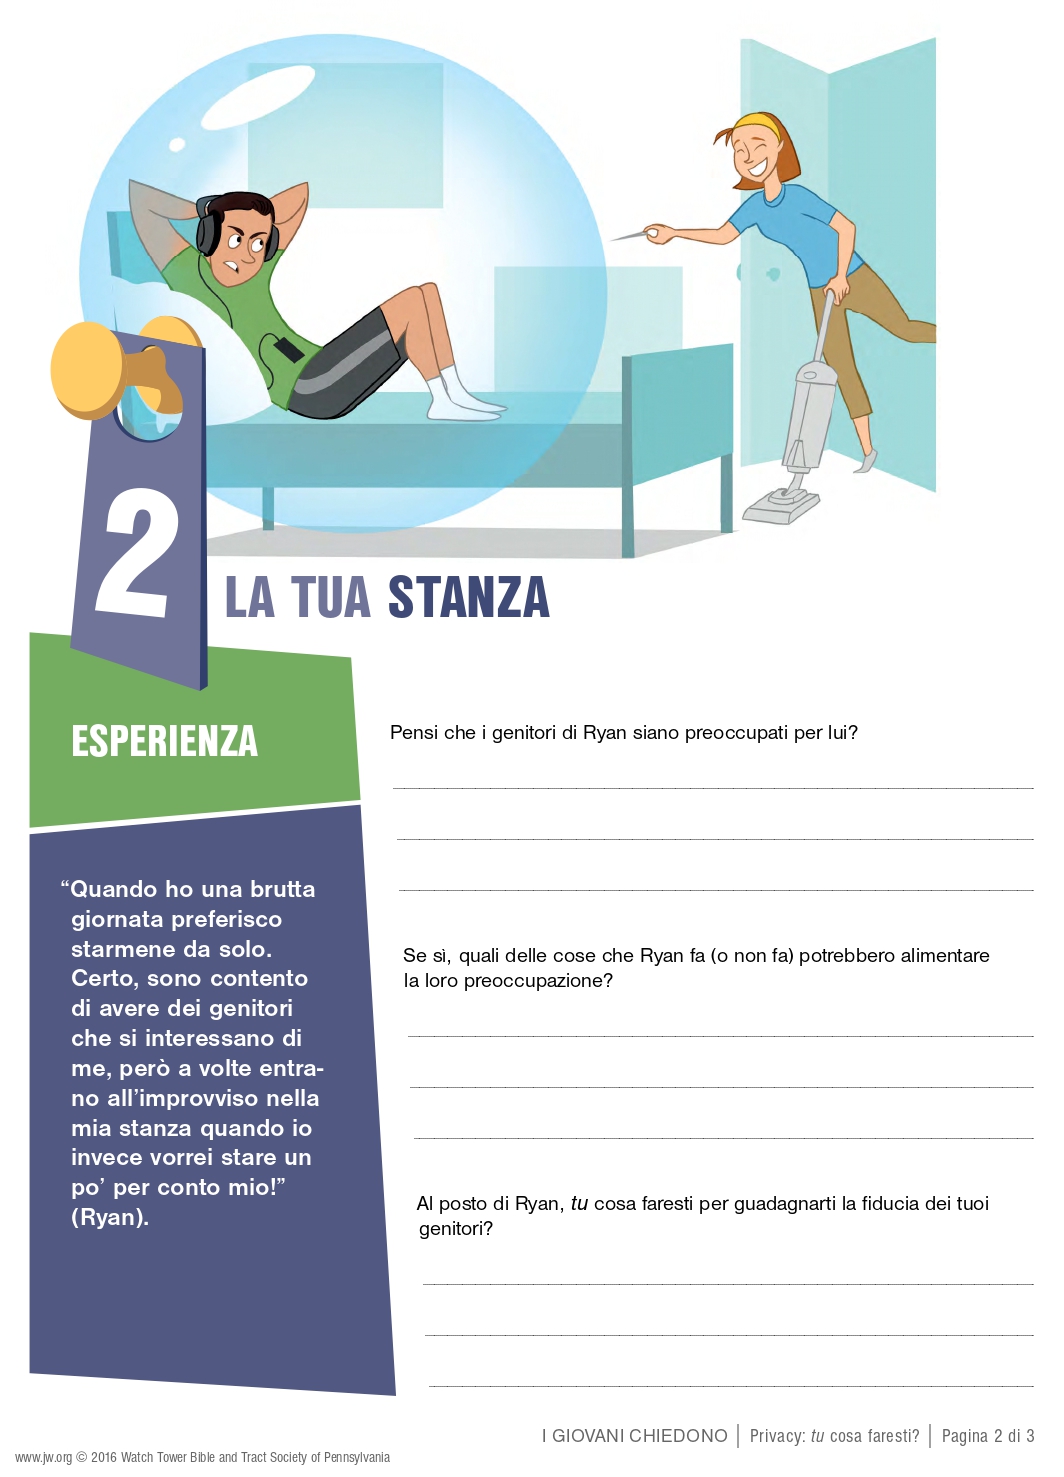 2
LA TUA STANZA
ESPERIENZA
“Quando ho una brutta
giornata preferisco
starmene da solo.
Certo, sono contento
di avere dei genitori
che si interessano di
me, però a volte entra-
no all’improvviso nella
mia stanza quando io
invece vorrei stare un
po’ per conto mio!”
(Ryan).
Pensi che i genitori di Ryan siano preoccupati per lui?
Se sì, quali delle cose che Ryan fa (o non fa) potrebbero alimentare
la loro preoccupazione?
Al posto di Ryan, tu cosa faresti per guadagnarti la fiducia dei tuoi
genitori?
I GIOVANI CHIEDONO | Privacy: tu cosa faresti? | Pagina 2 di 3
www.jw.org © 2016 Watch Tower Bible and Tract Society of Pennsylvania